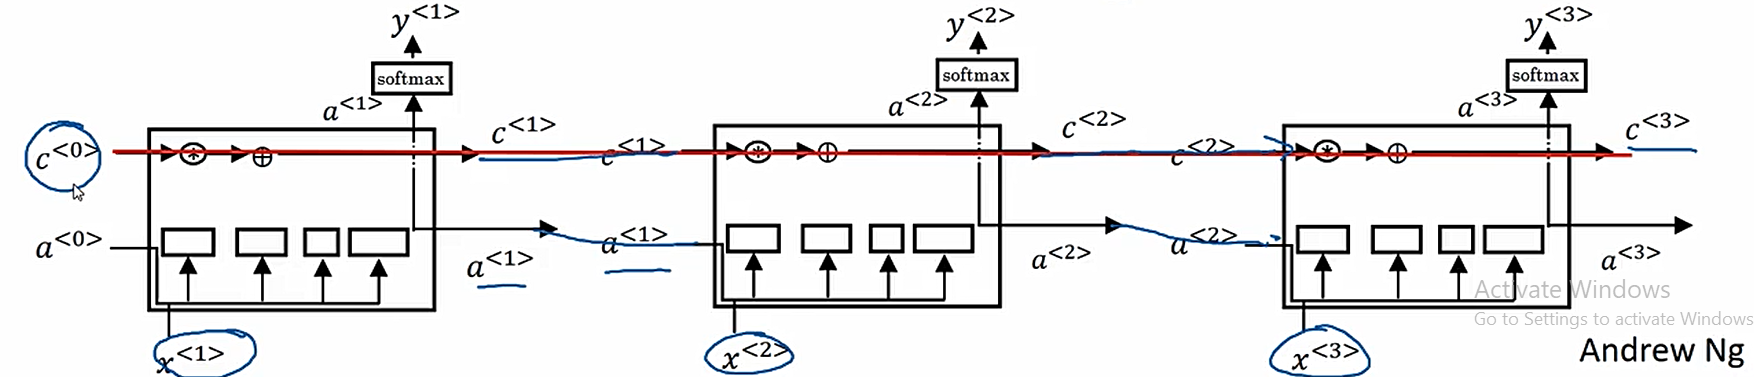 y<1> y<2> y<3>
softmax softmax softmax
a<1> a<2> a<3>
c<0> c<1> c<1> c<2> c<2> c<3>
a<0> a<1> a<1> a<2> a<2> a<3>
x<1> x<2> x<3>
Activate Windows
Go to Settings to activate Windows
Andrew Ng